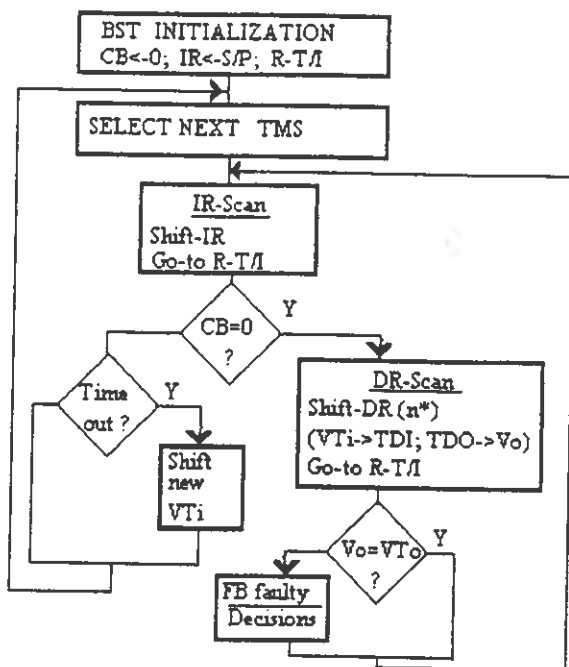 BST INITIALIZATION
CB<-0; IR<-S/P; R-T/I
SELECT NEXT TMS
IR-Scan
Shift-IR
Go-to R-T/I
CB=0
?
Y
Time
out ?
Y
Shift
new
VTi
DR-Scan
Shift-DR (n*)
(VTi->TDI; TDO->Vo)
Go-to R-T/I
Vo=VTo
?
Y
FB faulty
Decisions